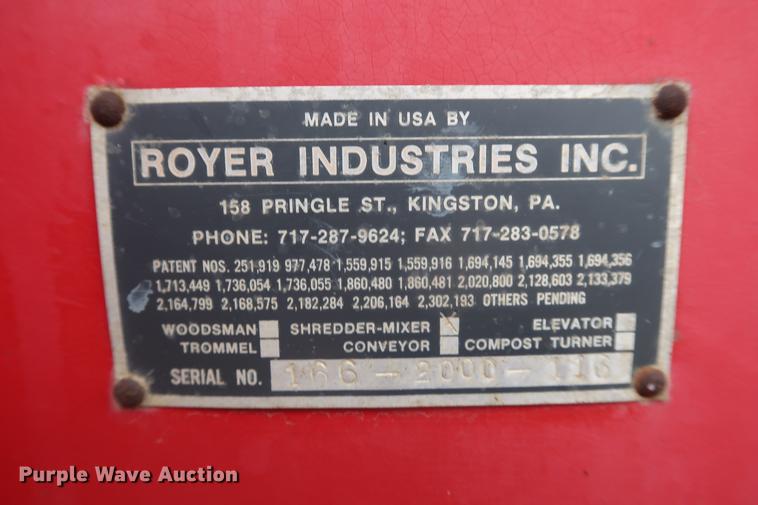 MADE IN USA BY
ROYER INDUSTRIES INC.
158 PRINGLE ST., KINGSTON, PA.
PHONE: 717-287-9624; FAX 717-283-0578
PATENT NOS. 251,919 977,478 1,559,915 1,559,916 1,694,145 1,694,355 1,694,356
1,713,449 1,736,054 1,736,055 1,860,480 1,860,481 2,020,800 2,128,603 2,133,379
2,164,799 2,168,575 2,182,284 2,206,164 2,302,193 OTHERS PENDING
WOODSMAN SHREDDER-MIXER ELEVATOR
TROMMEL CONVEYOR COMPOST TURNER
SERIAL NO. 166-2000-116
Purple Wave Auction